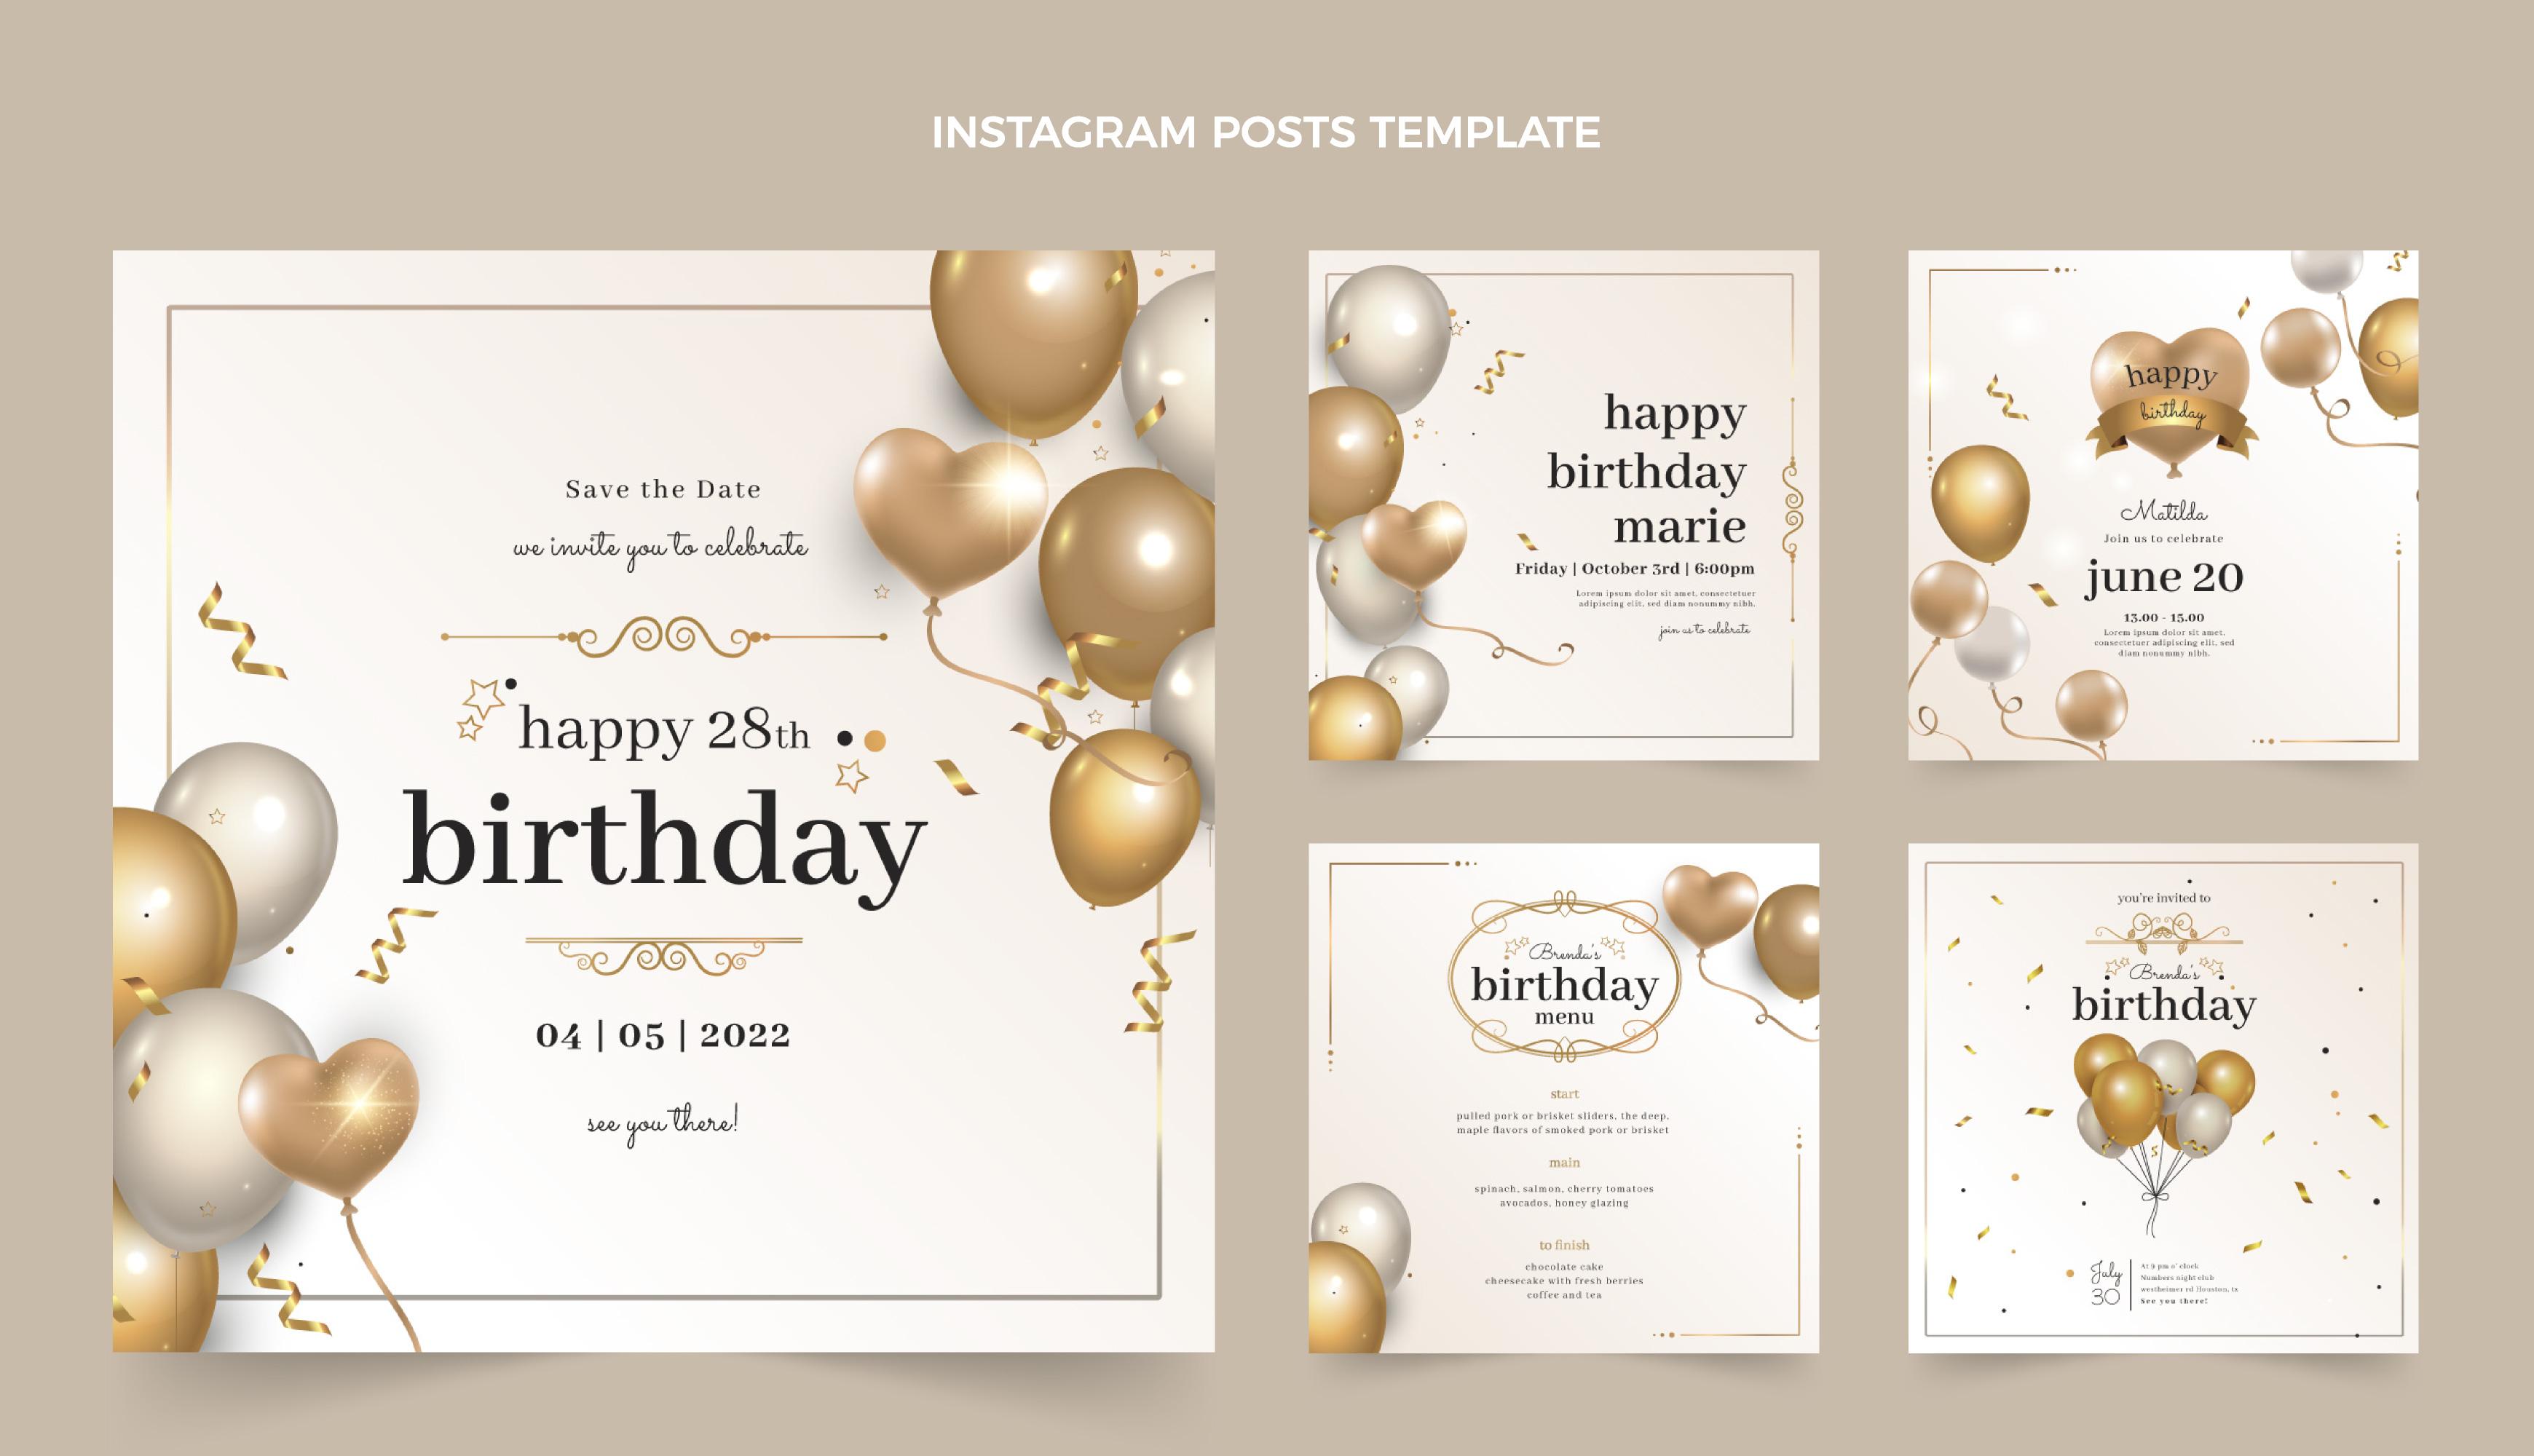 INSTAGRAM POSTS TEMPLATE
Save the Date
we invite you to celebrate
happy 28th
birthday
04 | 05 | 2022
see you there!
happy
birthday
marie
Friday | October 3rd | 6:00pm
Lorem ipsum dolor sit amet, consectetuer
adipiscing elit, sed diam nonummy nibh.
join us to celebrate
happy
birthday
Matilda
Join us to celebrate
june 20
13.00 - 15.00
Lorem ipsum dolor sit amet,
consectetuer adipiscing elit, sed
diam nonummy nibh.
Brenda's
birthday
menu
start
pulled pork or brisket sliders, the deep,
maple flavors of smoked pork or brisket
main
spinach, salmon, cherry tomatoes
avocados, honey glazing
to finish
chocolate cake
cheesecake with fresh berries
coffee and tea
you're invited to
Brenda's
birthday
July
30
At 9 pm o' clock
Numbers night club
westheimer rd Houston, tx
See you there!